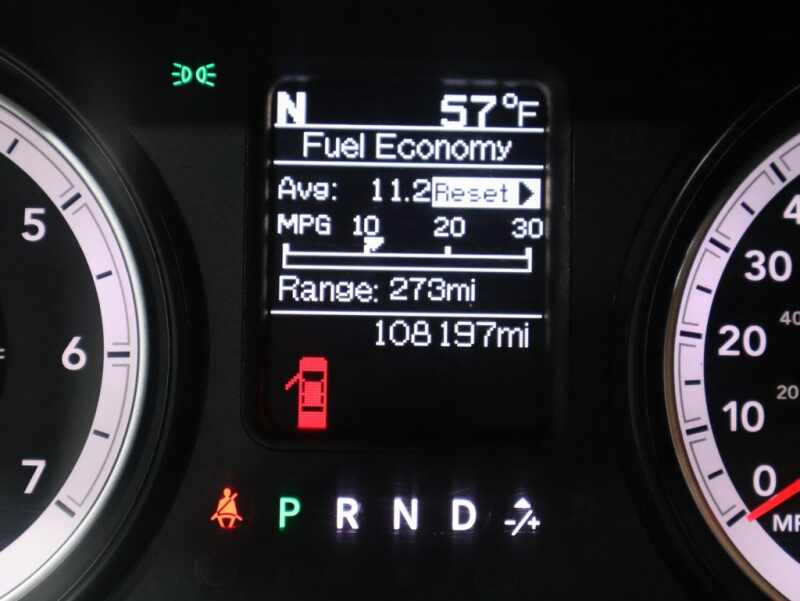 N 57°F
Fuel Economy
Avg: 11.2 Reset
MPG 10 20 30
Range: 273mi
108197mi
P R N D -/+
5
6
7
30
20
10
0
40
20